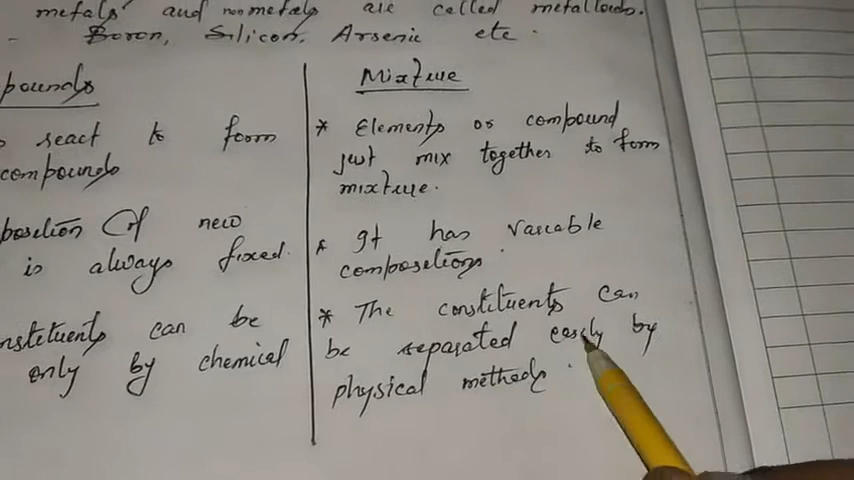 metals and nonmetals are called metalloids.
- Boron, Silicon, Arsenic etc.
pounds
react to form
compounds
position of new
is always fixed.
nstituents can be
only by chemical
Mixture
* Elements or compound
just mix together to form
mixture.
* It has variable
compositions.
* The constituents can
be separated easily by
physical methods.